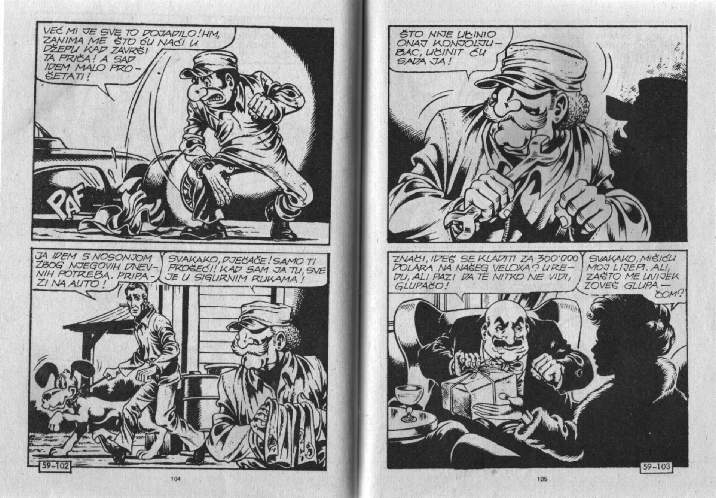 VEĆ MI JE SVE TO DOJADILO! HM,
ZANIMA ME ŠTO ĆU NAĆI U
DŽEPU KAD ZAVRŠI
TA PRIČA! A SAD
IDEM MALO PRO-
ŠETATI!
PAF
JA IDEM S NOSONJOM
ZBOG NJEGOVIH DNEV-
NIH POTREBA, PRIPA-
ZI NA AUTO!
SVAKAKO, DJEČAČE! SAMO TI
PROŠEĆI! KAD SAM JA TU, SVE
JE U SIGURNIM RUKAMA!
59-102
104
ŠTO NIJE UČINIO
ONAJ KONJOLJU-
BAC, UČINIT ĆU
SADA JA!
ZNAČI, IDEŠ SE KLADITI ZA 300'000
DOLARA NA NAŠEG VELOXA? U RE-
DU, ALI PAZI DA TE NITKO NE VIDI,
GLUPAČO!
SVAKAKO, MIŠIĆU
MOJ LIJEPI. ALI,
ZAŠTO ME UVIJEK
ZOVEŠ GLUPA-
ČOM?
59-103
105